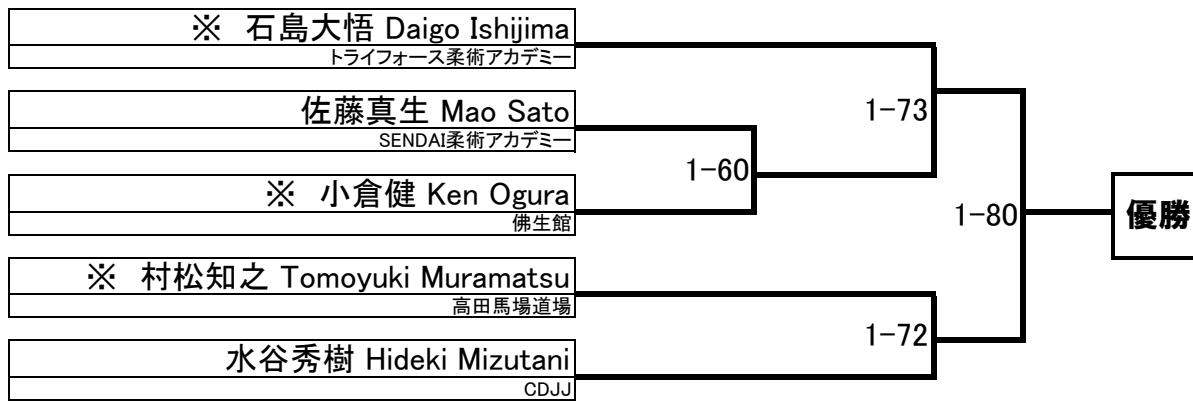 ※　石島大悟 Daigo Ishijima
トライフォース柔術アカデミー
佐藤真生 Mao Sato
SENDAI柔術アカデミー
※　小倉健 Ken Ogura
佛生館
※　村松知之 Tomoyuki Muramatsu
高田馬場道場
水谷秀樹 Hideki Mizutani
CDJJ
1-60
1-73
1-72
1-80
優勝